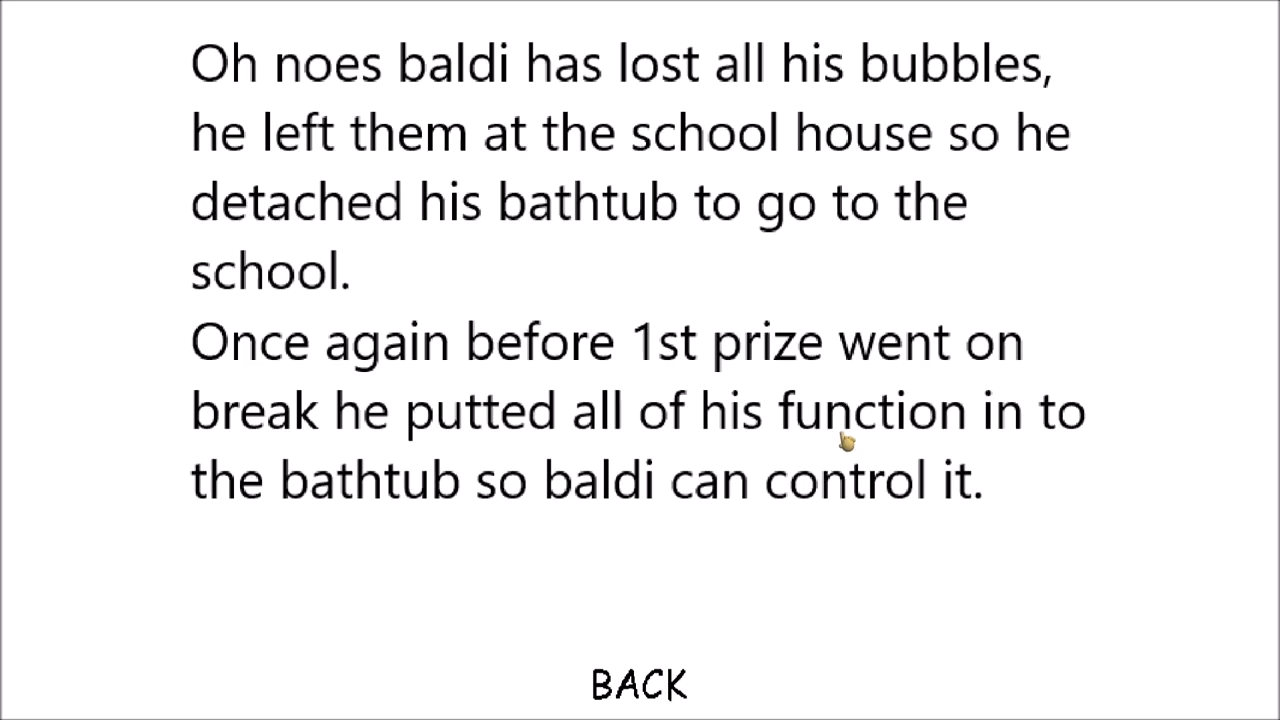 Oh noes baldi has lost all his bubbles,
he left them at the school house so he
detached his bathtub to go to the
school.
Once again before 1st prize went on
break he putted all of his function in to
the bathtub so baldi can control it.
BACK